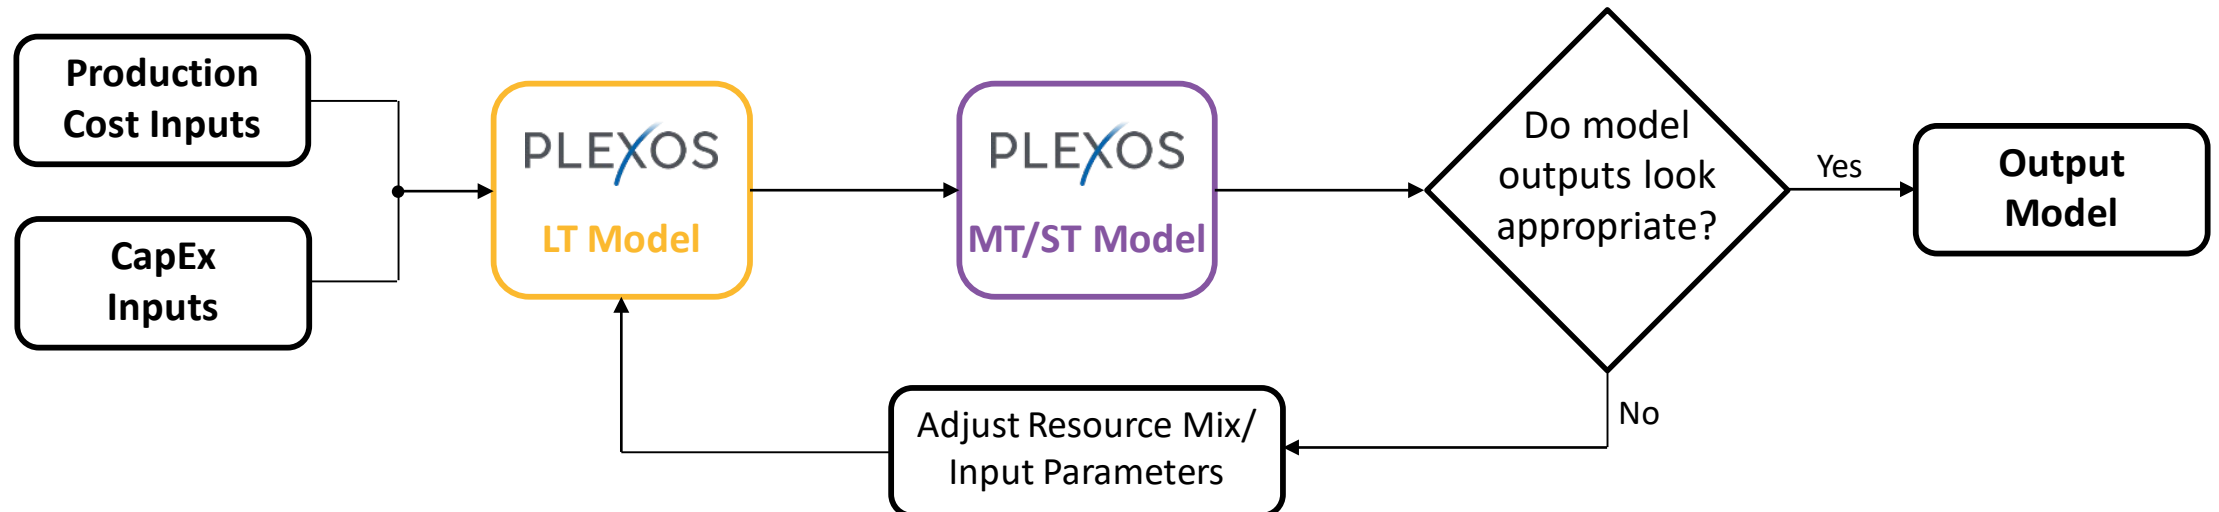 Production
Cost Inputs
CapEx
Inputs
PLEXOS
LT Model
PLEXOS
MT/ST Model
Do model
outputs look
appropriate?
Yes
Output
Model
No
Adjust Resource Mix/
Input Parameters